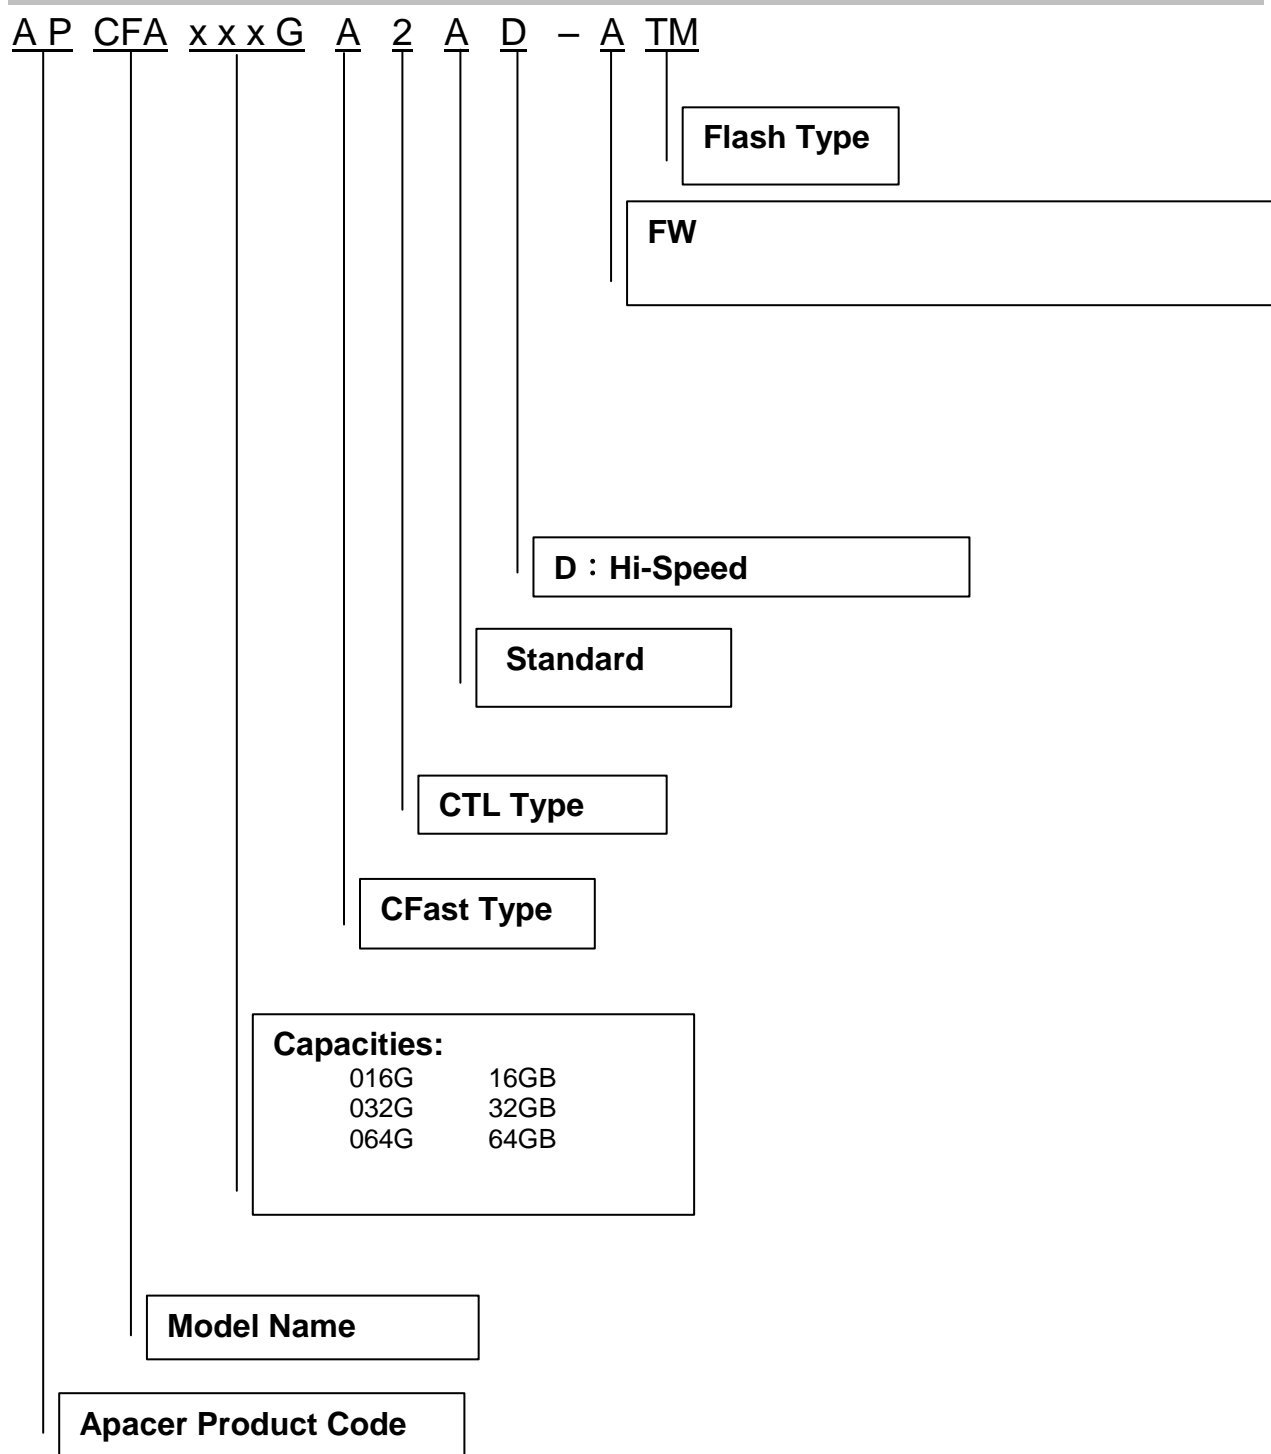 A P CFA x x x G A 2 A D – A TM
Flash Type
FW
D：Hi-Speed
Standard
CTL Type
CFast Type
Capacities:
016G 16GB
032G 32GB
064G 64GB
Model Name
Apacer Product Code